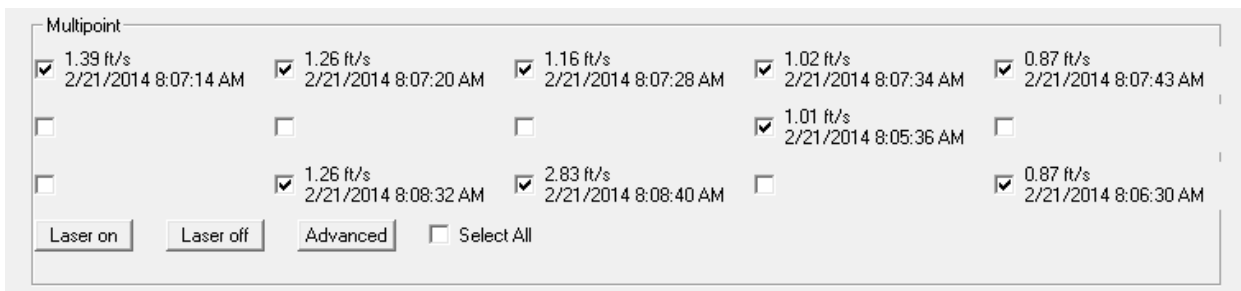 Multipoint
1.39 ft/s 1.26 ft/s 1.16 ft/s 1.02 ft/s 0.87 ft/s
2/21/2014 8:07:14 AM 2/21/2014 8:07:20 AM 2/21/2014 8:07:28 AM 2/21/2014 8:07:34 AM 2/21/2014 8:07:43 AM
1.01 ft/s
2/21/2014 8:05:36 AM
1.26 ft/s 2.83 ft/s 0.87 ft/s
2/21/2014 8:08:32 AM 2/21/2014 8:08:40 AM 2/21/2014 8:06:30 AM
Laser on Laser off Advanced Select All